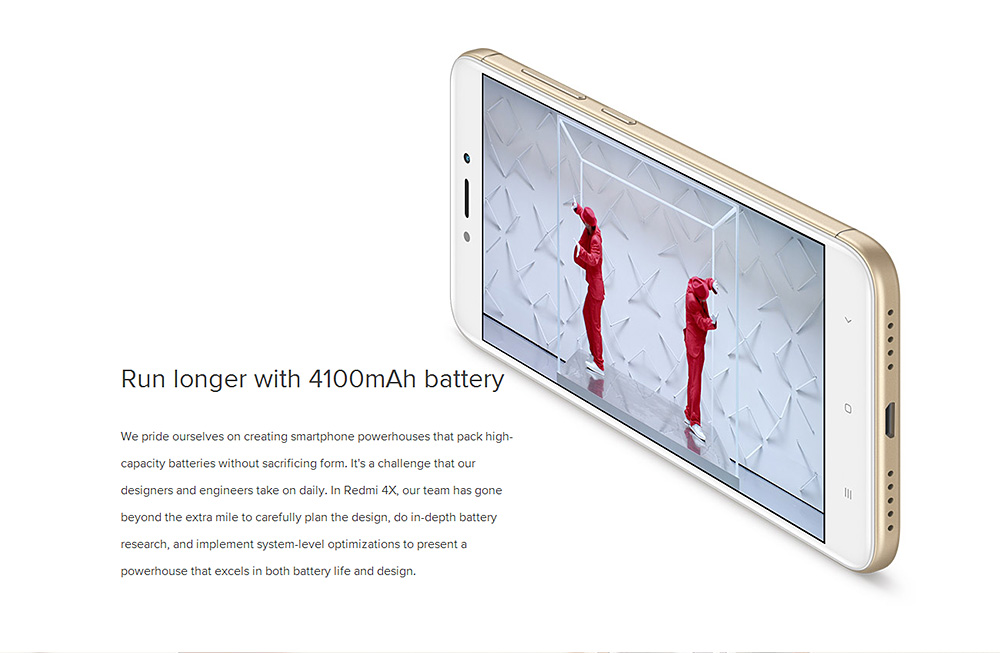 Run longer with 4100mAh battery
We pride ourselves on creating smartphone powerhouses that pack high-
capacity batteries without sacrificing form. It's a challenge that our
designers and engineers take on daily. In Redmi 4X, our team has gone
beyond the extra mile to carefully plan the design, do in-depth battery
research, and implement system-level optimizations to present a
powerhouse that excels in both battery life and design.